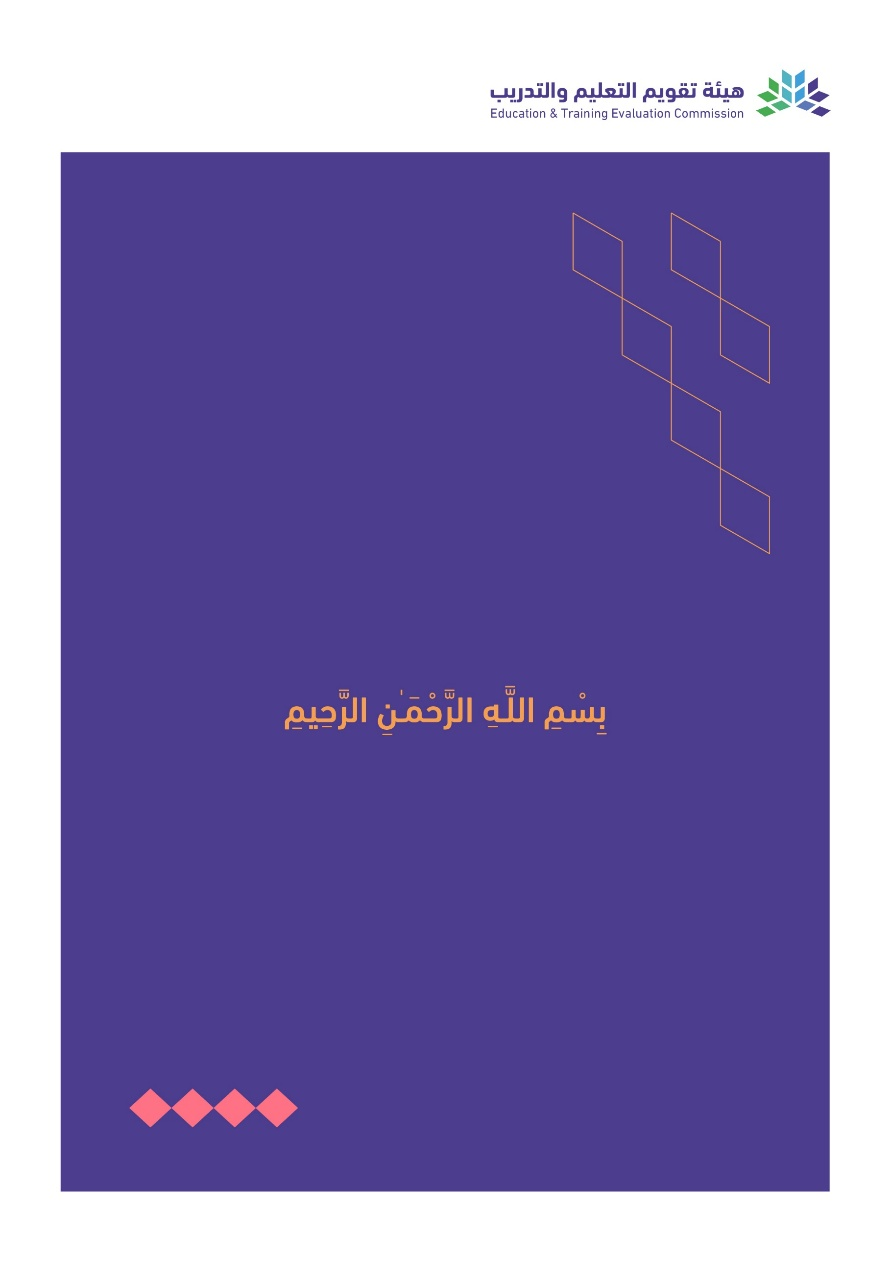 هيئة تقويم التعليم والتدريب
Education & Training Evaluation Commission
بِسْمِ اللَّهِ الرَّحْمَٰنِ الرَّحِيمِ